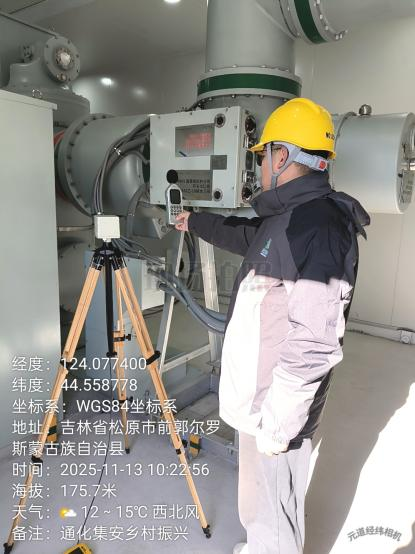 经度：124.077400
纬度：44.558778
坐标系：WGS84坐标系
地址：吉林省松原市前郭尔罗
斯蒙古族自治县
时间：2025-11-13 10:22:56
海拔：175.7米
天气：⛅ 12 ~ 15℃ 西北风
备注：通化集安乡村振兴
元道经纬相机